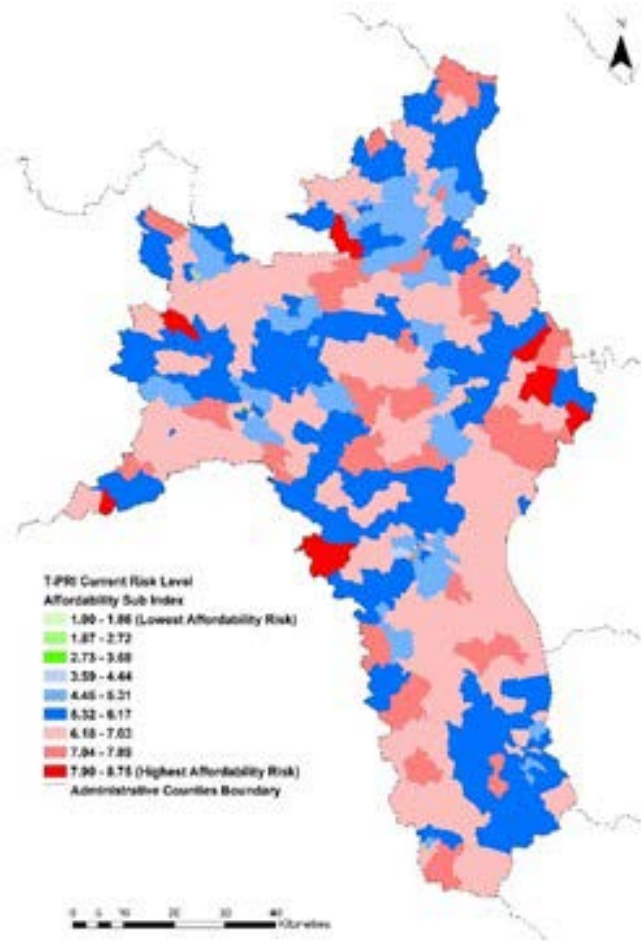 N
T-PRI Current Risk Level
Affordability Sub Index
1.00 - 1.86 (Lowest Affordability Risk)
1.87 - 2.72
2.73 - 3.58
3.59 - 4.44
4.45 - 5.31
5.32 - 6.17
6.18 - 7.03
7.04 - 7.89
7.90 - 8.75 (Highest Affordability Risk)
Administrative Counties Boundary
0 5 10 20 30 40
Kilometres